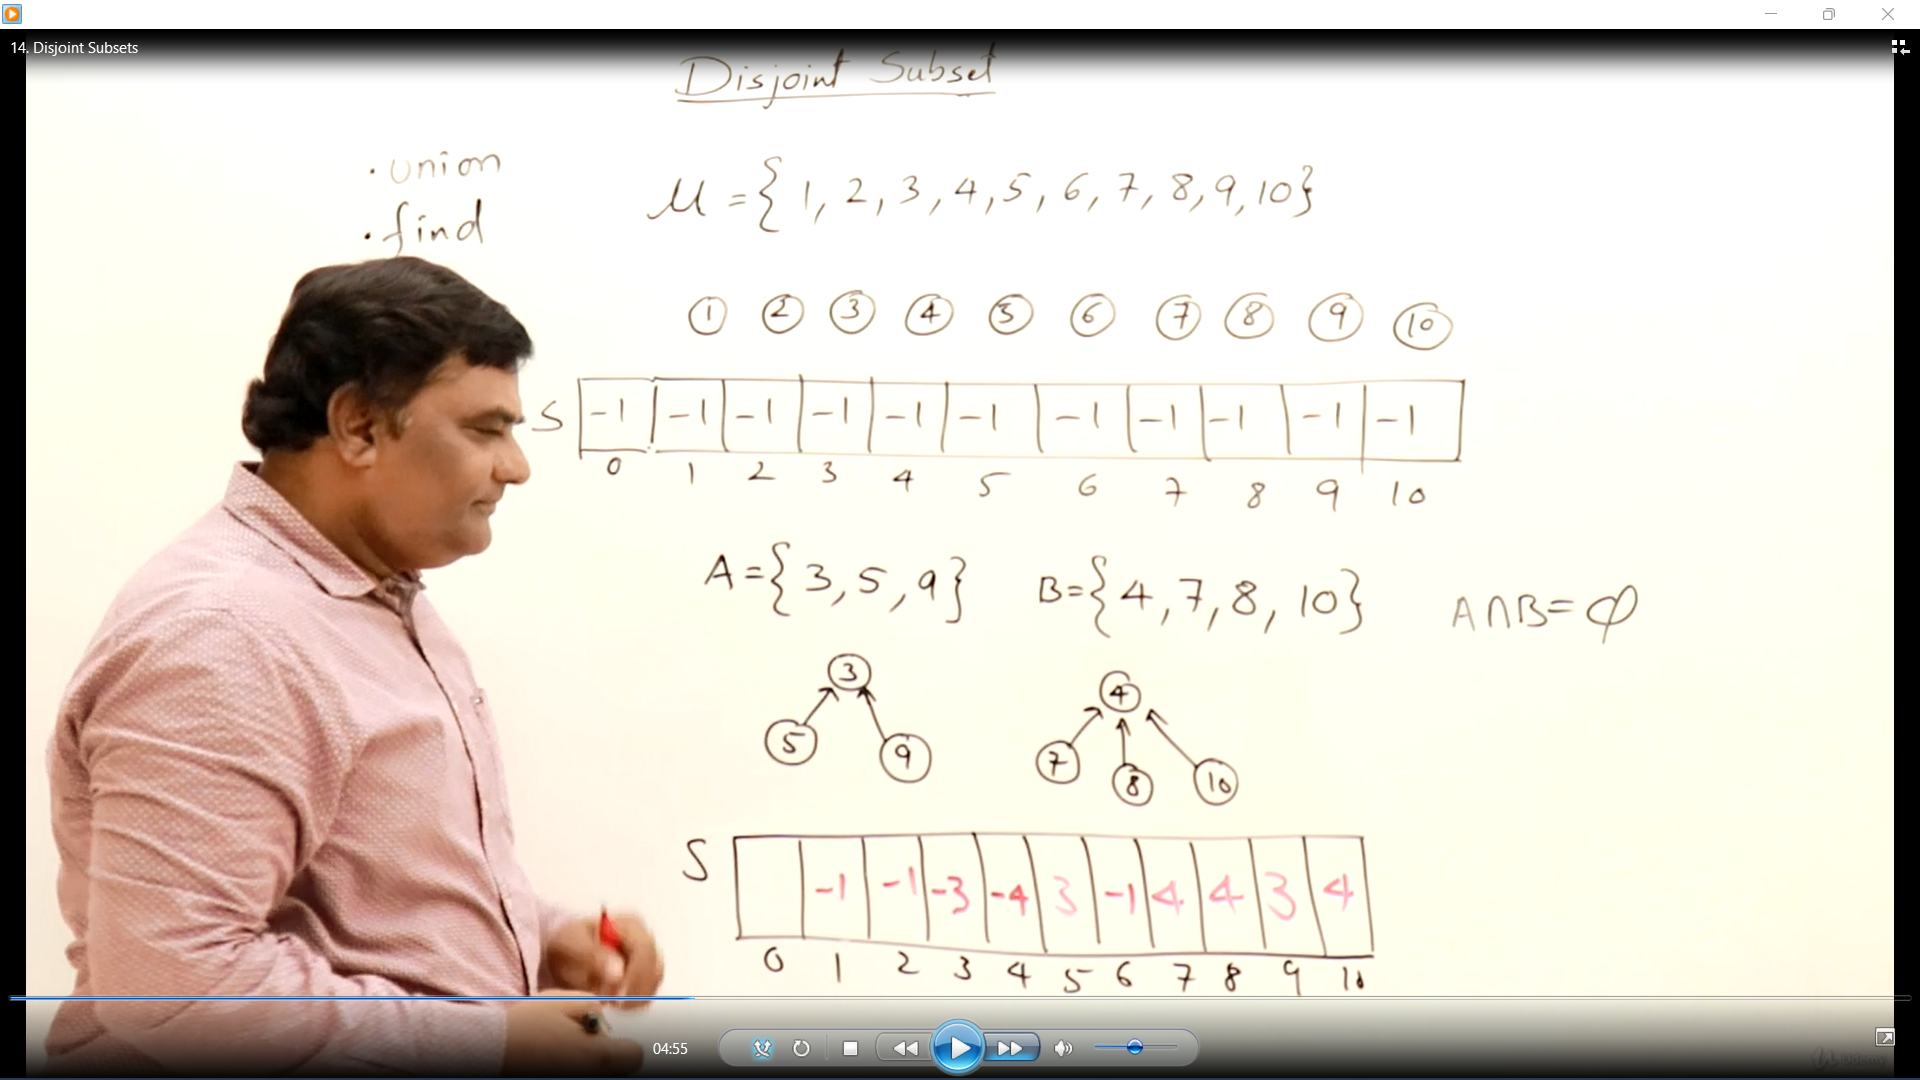 14. Disjoint Subsets
Disjoint Subset
• union
• find
μ = { 1, 2, 3, 4, 5, 6, 7, 8, 9, 10}
1 2 3 4 5 6 7 8 9 10
S -1 -1 -1 -1 -1 -1 -1 -1 -1 -1 -1
0 1 2 3 4 5 6 7 8 9 10
A = {3, 5, 9} B = {4, 7, 8, 10} A∩B = φ
3 4
5 9 7 8 10
S -1 -1 -3 -4 3 -1 4 4 3 4
0 1 2 3 4 5 6 7 8 9 10
04:55
Udemy